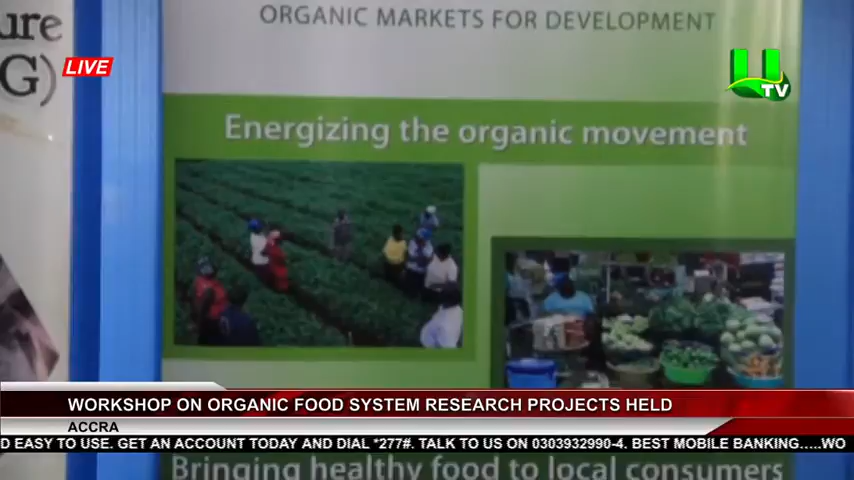 ure
G)
LIVE
ORGANIC MARKETS FOR DEVELOPMENT
U
TV
Energizing the organic movement
WORKSHOP ON ORGANIC FOOD SYSTEM RESEARCH PROJECTS HELD
ACCRA
D EASY TO USE. GET AN ACCOUNT TODAY AND DIAL *277#. TALK TO US ON 0303932990-4. BEST MOBILE BANKING.....WO
Bringing healthy food to local consumers